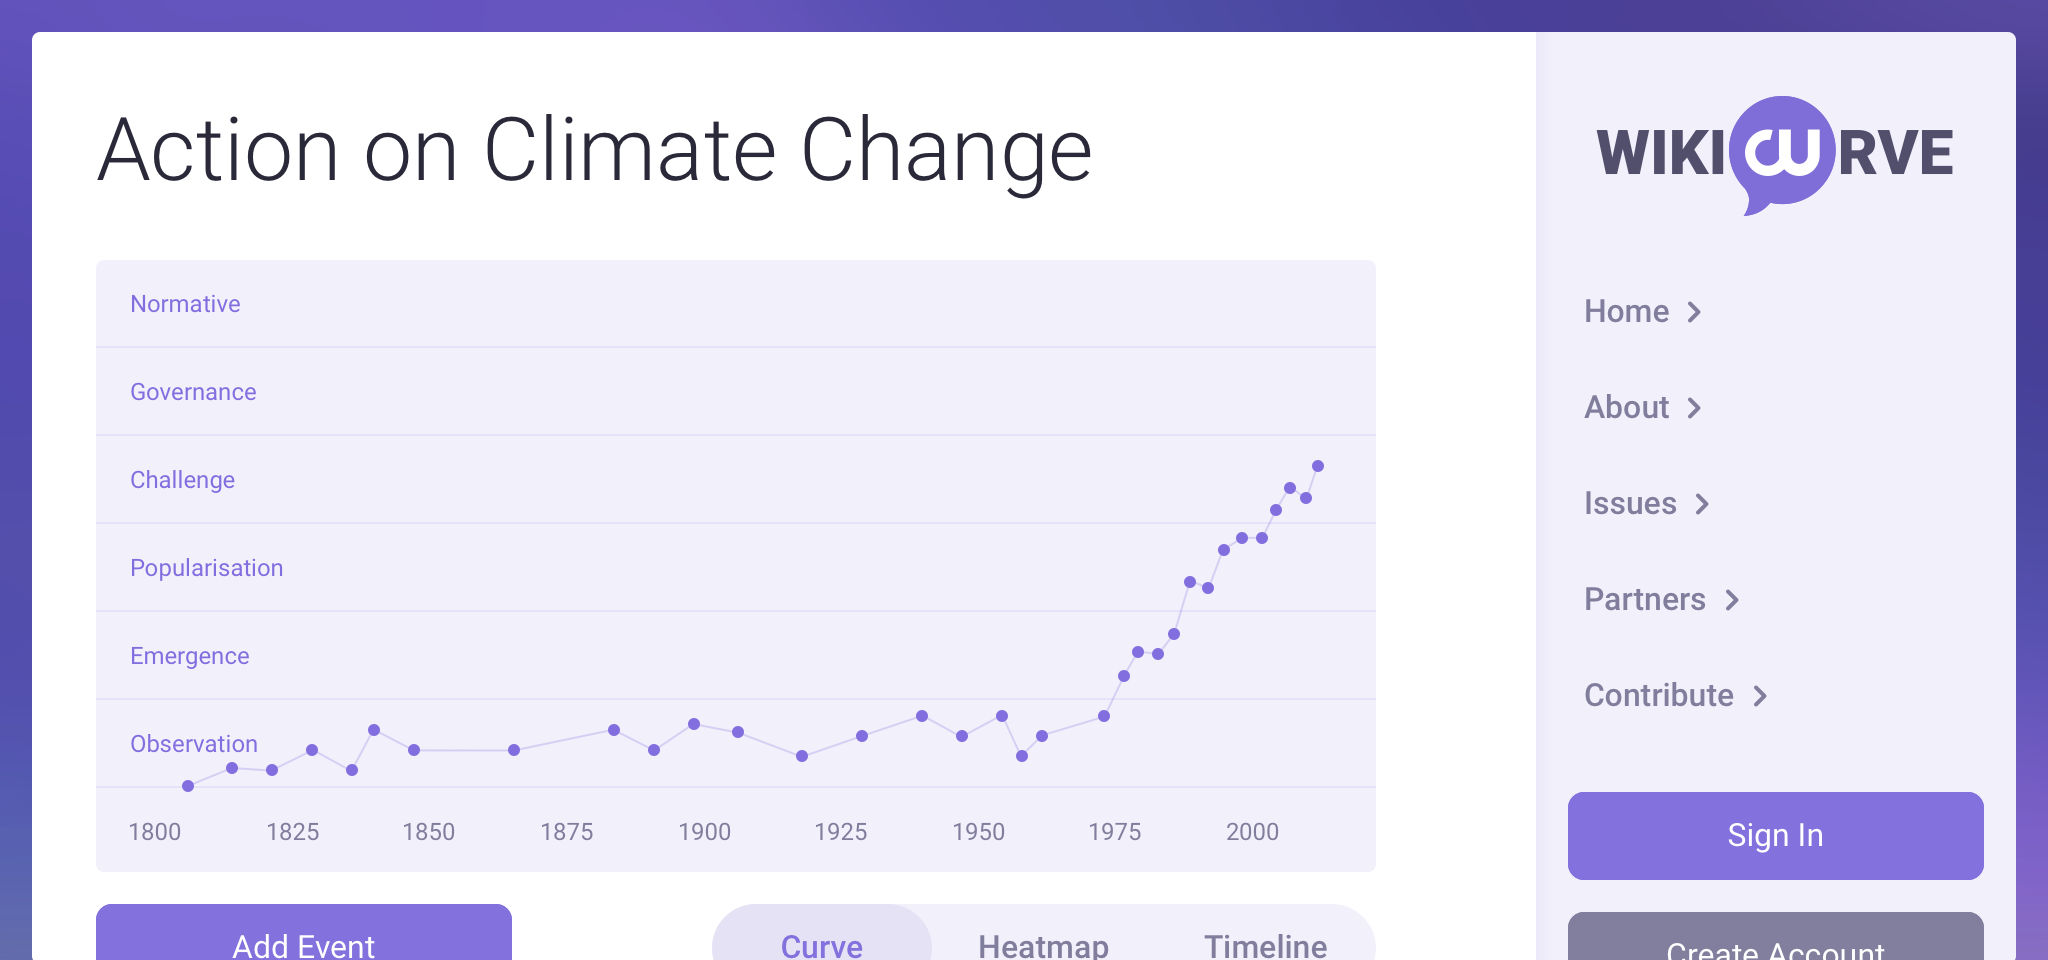 Action on Climate Change
Normative
Governance
Challenge
Popularisation
Emergence
Observation
1800 1825 1850 1875 1900 1925 1950 1975 2000
Add Event
Curve Heatmap Timeline
WIKICURVE
Home
About
Issues
Partners
Contribute
Sign In
Create Account